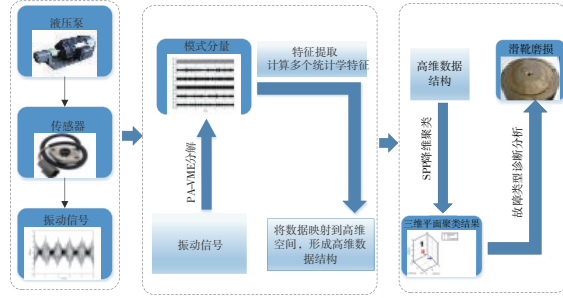 液压泵
传感器
振动信号
模式分量
PA-VME分解
振动信号
特征提取
计算多个统计学特征
将数据映射到高维
空间，形成高维数
据结构
高维数据
结构
SPP降维聚类
三维平面聚类结果
故障类型诊断分析
滑靴磨损